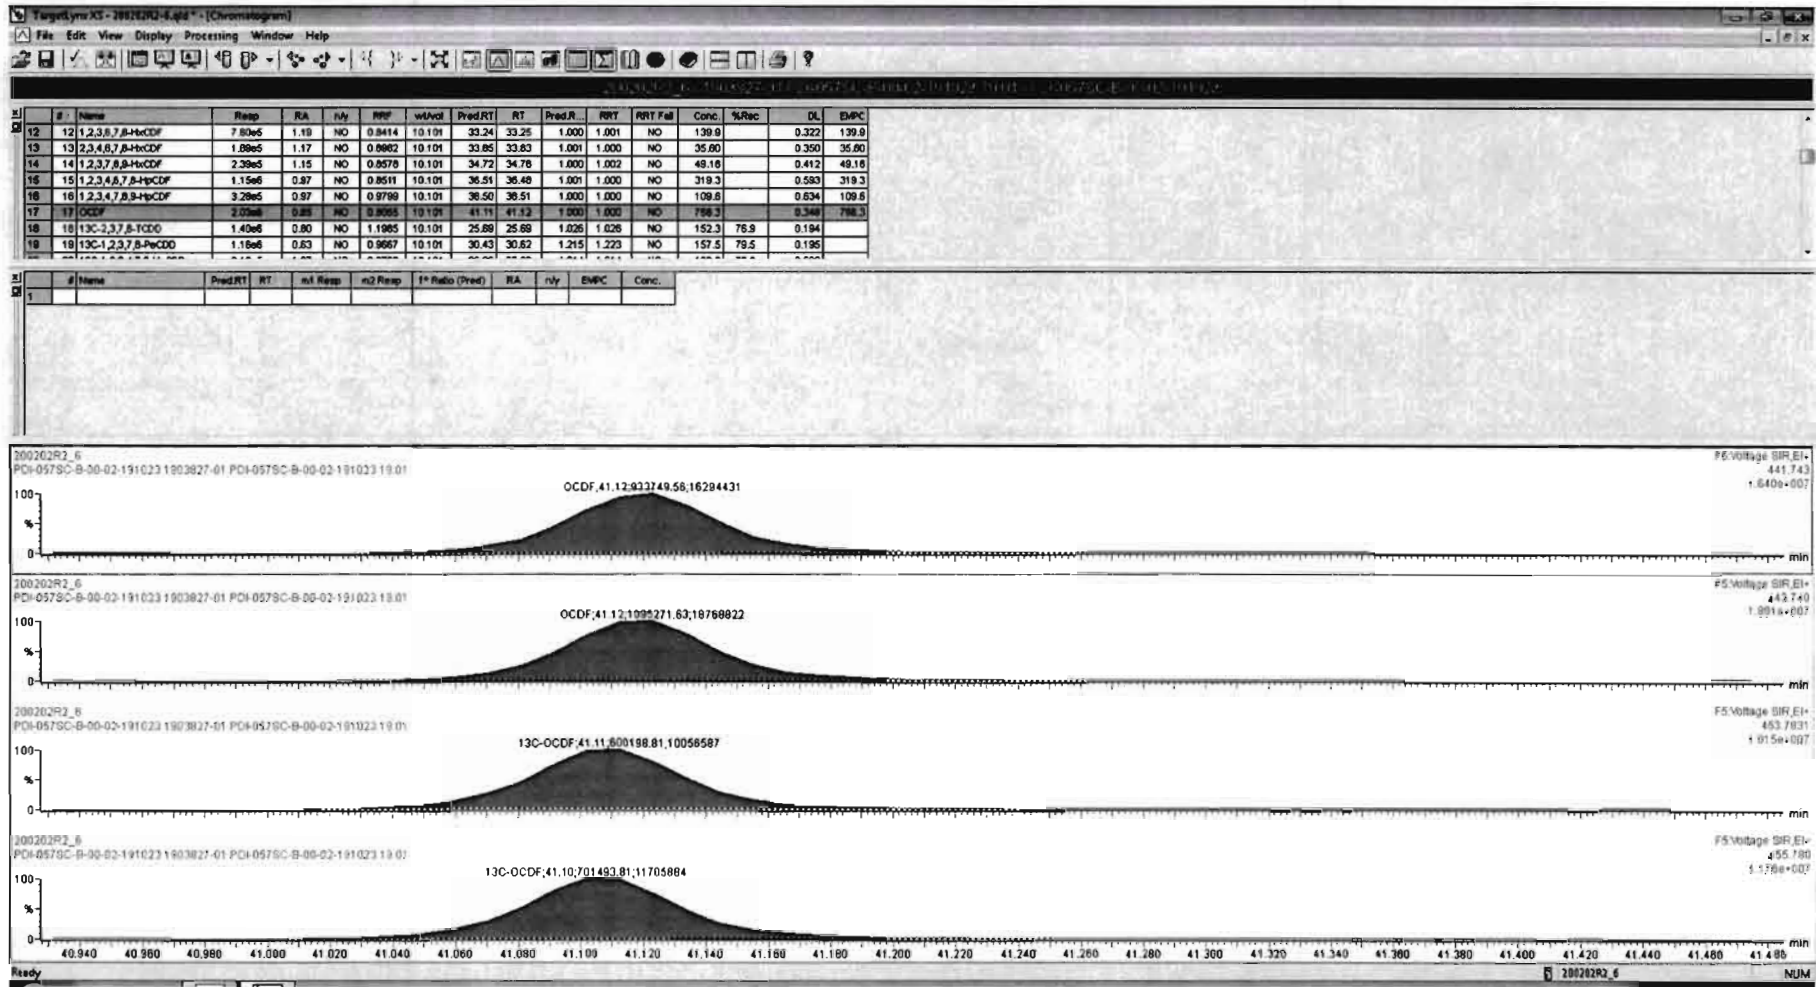 TargetLynx XS - 200202R2-6.qld * - [Chromatogram]
File Edit View Display Processing Window Help
# Name Resp RA n/y RRF wt/vol Pred.RT RT Pred.R... RRT RRT Fail Conc. %Rec DL EMPC
12 12 1,2,3,6,7,8-HxCDF 7.80e5 1.19 NO 0.8414 10.101 33.24 33.25 1.000 1.001 NO 139.9 0.322 139.9
13 13 2,3,4,6,7,8-HxCDF 1.89e5 1.17 NO 10.101 33.85 33.83 1.001 1.000 NO 35.60 0.350 35.60
14 14 1,2,3,7,8,9-HxCDF 2.39e5 1.15 NO 0.8578 10.101 34.72 34.78 1.000 1.002 NO 49.16 0.412 49.16
15 15 1,2,3,4,6,7,8-HpCDF 1.15e6 0.97 NO 0.8511 10.101 36.51 36.48 1.001 1.000 NO 319.3 0.593 319.3
16 16 1,2,3,4,7,8,9-HpCDF 3.28e5 0.97 NO 0.9799 10.101 38.50 38.51 1.000 1.000 NO 109.6 0.634 109.6
17 17 OCDF NO 10.101 41.11 41.12 1.000 1.000 NO
18 18 13C-2,3,7,8-TCDD 1.40e6 0.80 NO 1.1985 10.101 25.69 25.69 1.026 1.026 NO 152.3 76.9 0.194
19 19 13C-1,2,3,7,8-PeCDD 1.16e6 0.63 NO 0.9667 10.101 30.43 30.62 1.215 1.223 NO 157.5 79.5 0.195
# Name Pred.RT RT m1 Resp m2 Resp 1° Ratio (Pred) RA n/y EMPC Conc.
1
200202R2_6
PDI-057SC-B-00-02-191023 1903827-01 PDI-057SC-B-00-02-191023 19.01
F5:Voltage SIR,EI+
441.743
1.640e+007
OCDF;41.12;933749.56;16294431
100
%
0
min
200202R2_6
PDI-057SC-B-00-02-191023 1903827-01 PDI-057SC-B-00-02-191023 19.01
F5:Voltage SIR,EI+
443.740
OCDF;41.12;1095271.63;18768822
100
%
0
min
200202R2_6
PDI-057SC-B-00-02-191023 1903827-01 PDI-057SC-B-00-02-191023 19.01
F5:Voltage SIR,EI+
453.7831
1.015e+007
13C-OCDF;41.11;600198.81;10056587
100
%
0
min
200202R2_6
PDI-057SC-B-00-02-191023 1903827-01 PDI-057SC-B-00-02-191023 19.01
F5:Voltage SIR,EI+
455.780
1.178e+007
13C-OCDF;41.10;701493.81;11705884
100
%
0
min
40.940 40.960 40.980 41.000 41.020 41.040 41.060 41.080 41.100 41.120 41.140 41.160 41.180 41.200 41.220 41.240 41.260 41.280 41.300 41.320 41.340 41.360 41.380 41.400 41.420 41.440 41.460 41.480
Ready
200202R2_6 NUM